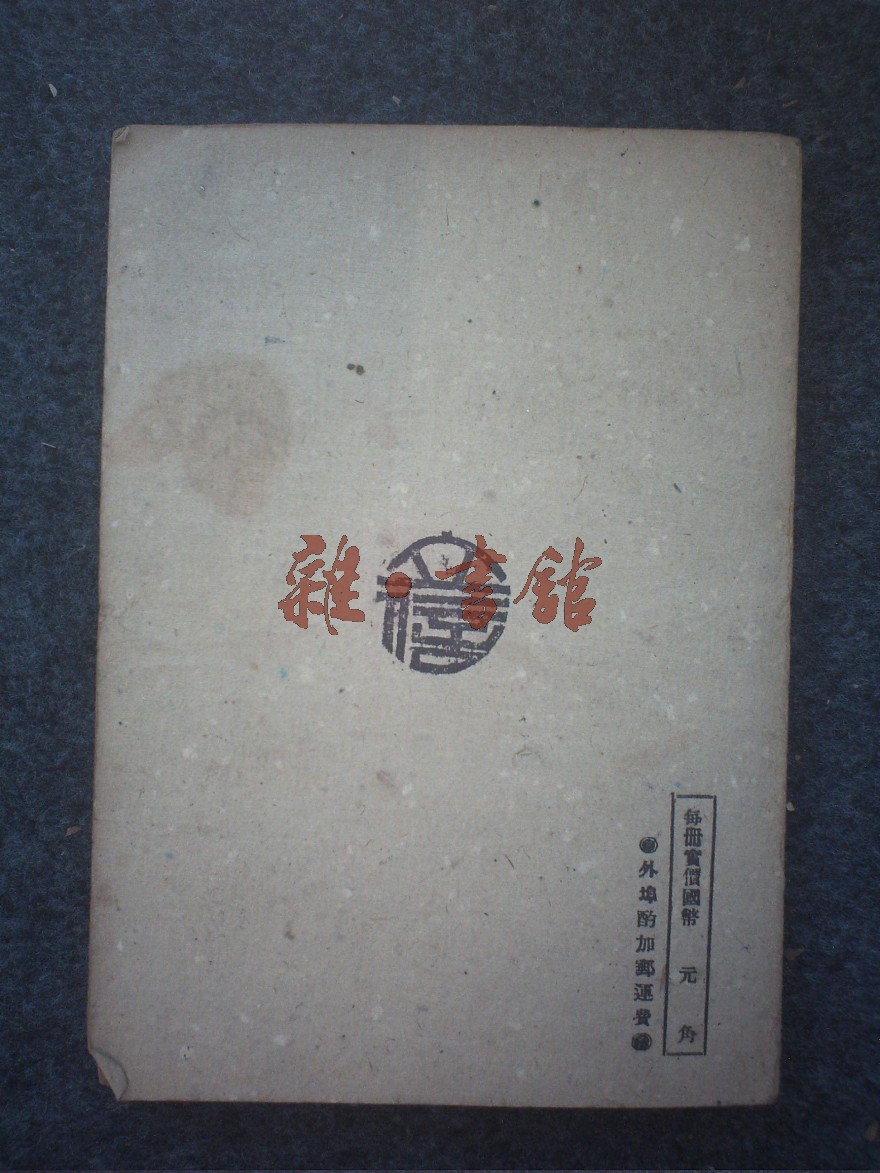 雜·書館
每冊實價國幣 元 角
外埠酌加郵運費